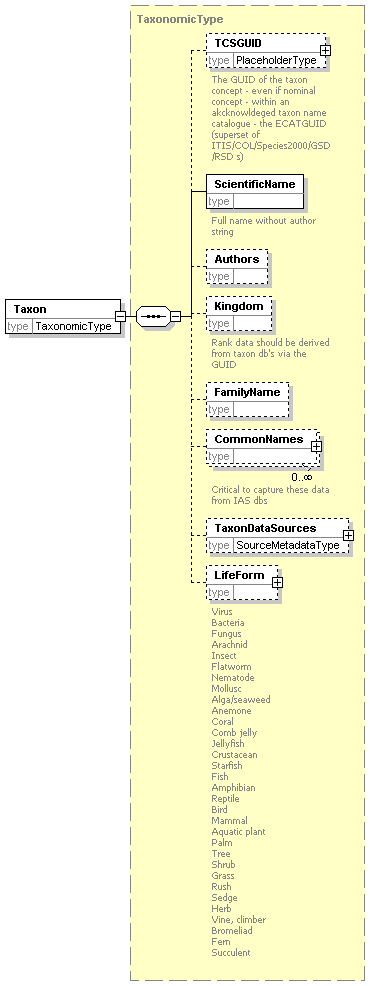 TaxonomicType
TCSGUID
type PlaceholderType
The GUID of the taxon
concept - even if nominal
concept - within an
akcknowldeged taxon name
catalogue - the ECATGUID
(superset of
ITIS/COL/Species2000/GSD
/RSD s)
ScientificName
type
Full name without author
string
Authors
type
Kingdom
type
Rank data should be derived
from taxon db's via the
GUID
Taxon
type TaxonomicType
FamilyName
type
CommonNames
type
0..∞
Critical to capture these data
from IAS dbs
TaxonDataSources
type SourceMetadataType
LifeForm
type
Virus
Bacteria
Fungus
Arachnid
Insect
Flatworm
Nematode
Mollusc
Alga/seaweed
Anemone
Coral
Comb jelly
Jellyfish
Crustacean
Starfish
Fish
Amphibian
Reptile
Bird
Mammal
Aquatic plant
Palm
Tree
Shrub
Grass
Rush
Sedge
Herb
Vine, climber
Bromeliad
Fern
Succulent